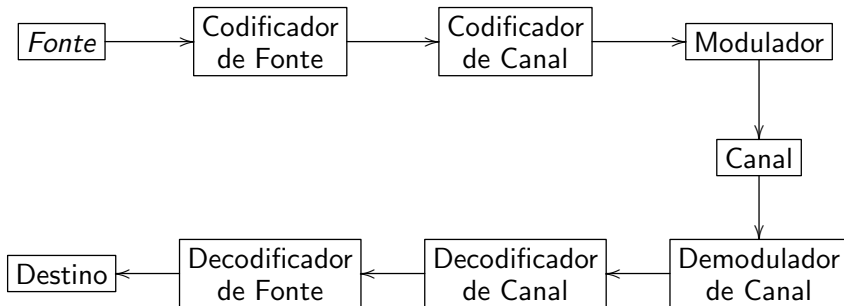 Fonte
Codificador
de Fonte
Codificador
de Canal
Modulador
Canal
Demodulador
de Canal
Decodificador
de Canal
Decodificador
de Fonte
Destino